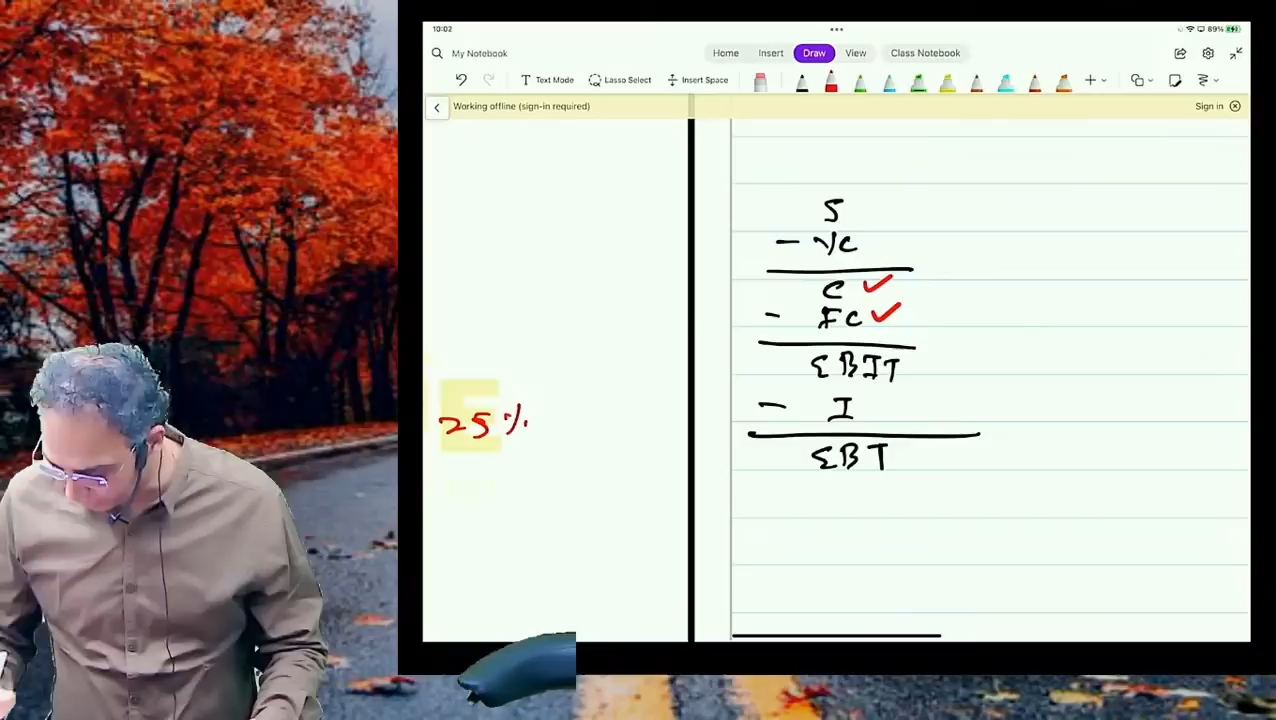 10:02
89%
My Notebook
Home Insert Draw View Class Notebook
Text Mode Lasso Select Insert Space
Working offline (sign-in required) Sign in
S
- VC
C ✓
- FC ✓
EBIT
- I
EBT
25%